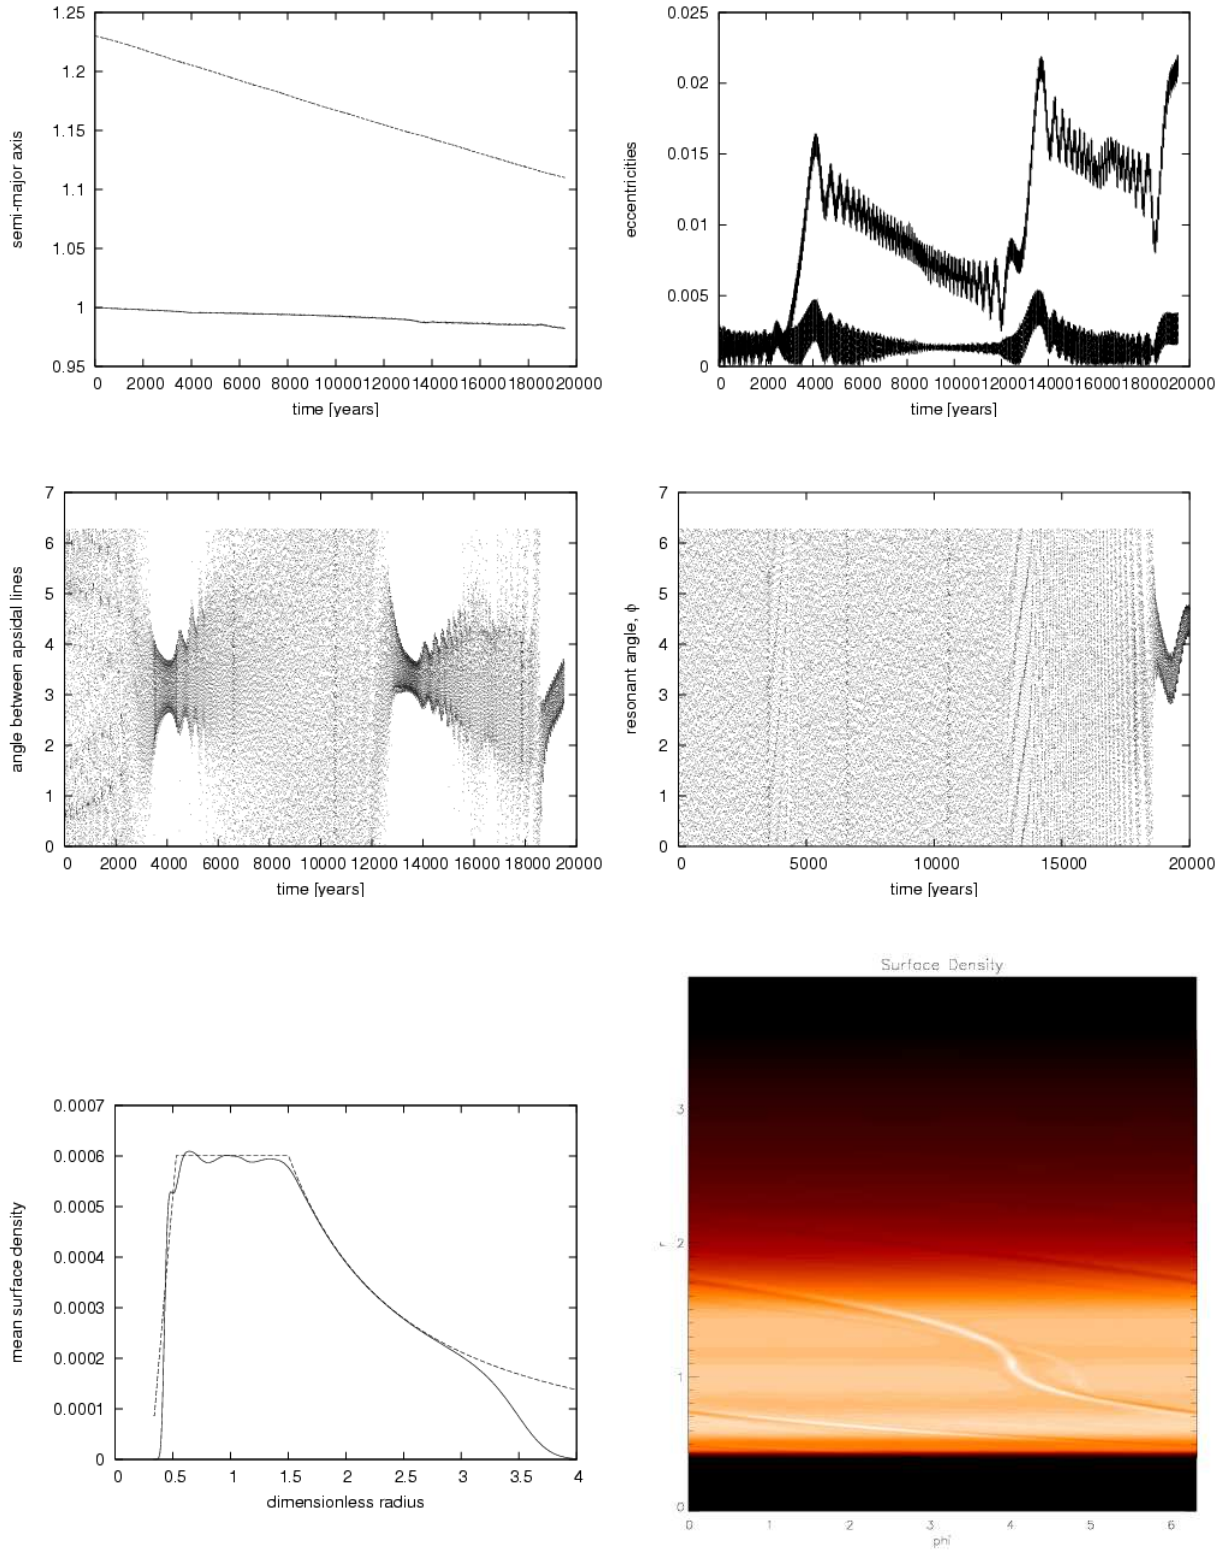 1.25
1.2
1.15
1.1
1.05
1
0.95
semi-major axis
0 2000 4000 6000 8000 10000 12000 14000 16000 18000 20000
time [years]
0.025
0.02
0.015
0.01
0.005
0
eccentricities
0 2000 4000 6000 8000 10000 12000 14000 16000 18000 20000
time [years]
7
6
5
4
3
2
1
0
angle between apsidal lines
0 2000 4000 6000 8000 10000 12000 14000 16000 18000 20000
time [years]
7
6
5
4
3
2
1
0
resonant angle, ϕ
0 5000 10000 15000 20000
time [years]
0.0007
0.0006
0.0005
0.0004
0.0003
0.0002
0.0001
0
mean surface density
0 0.5 1 1.5 2 2.5 3 3.5 4
dimensionless radius
Surface Density
3
2
1
0
r
0 1 2 3 4 5 6
phi